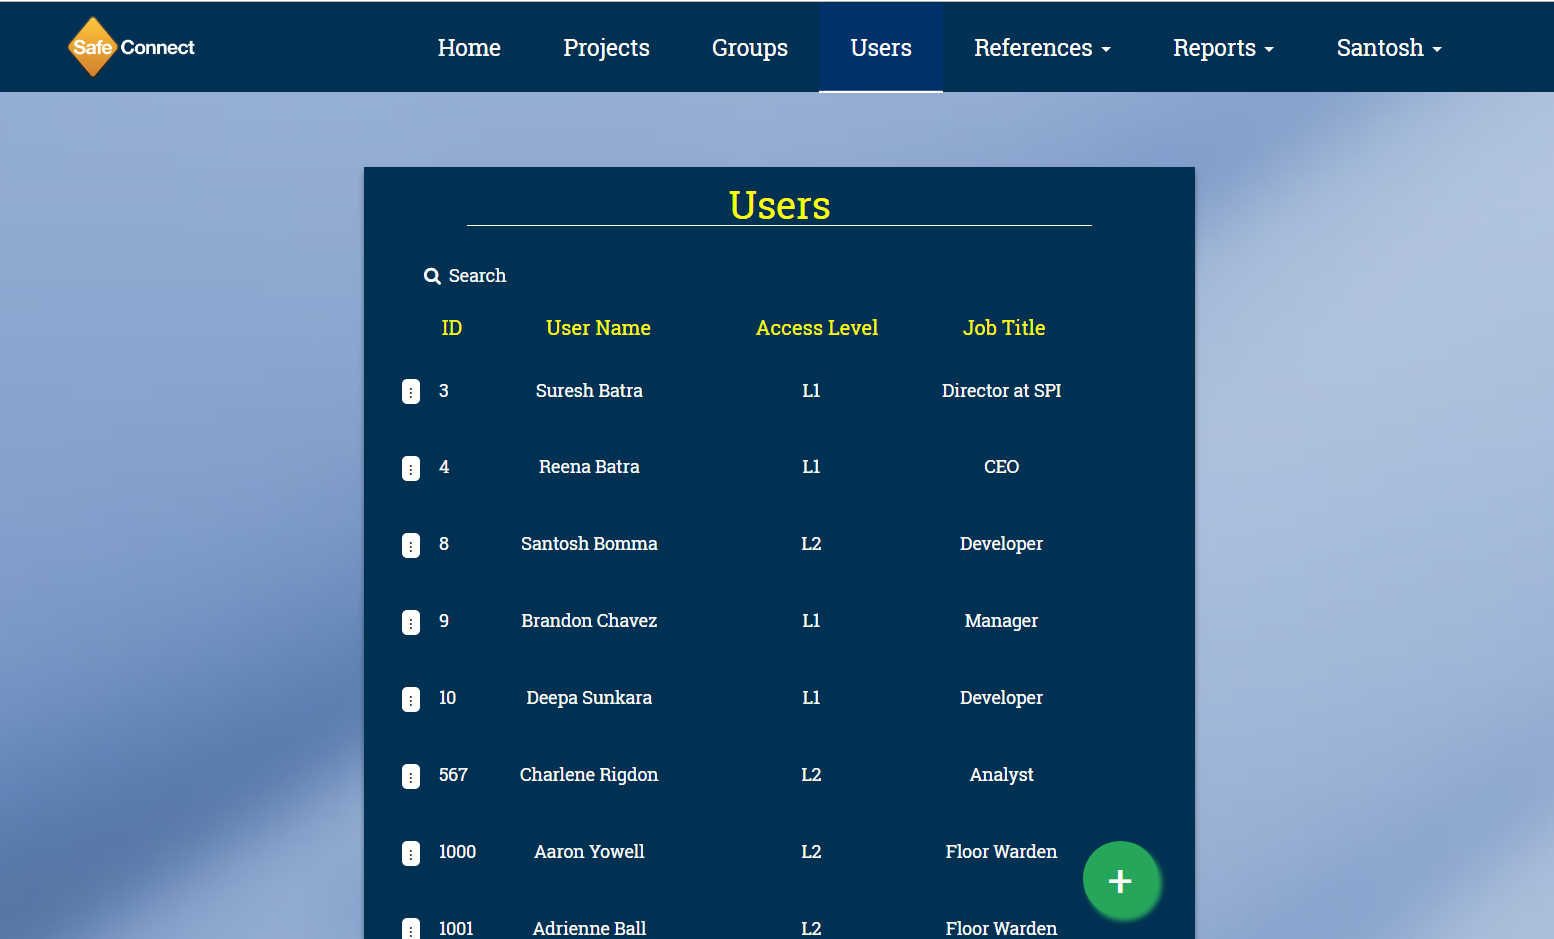 Safe Connect Home Projects Groups Users References Reports Santosh
Users
Search
ID User Name Access Level Job Title
3 Suresh Batra L1 Director at SPI
4 Reena Batra L1 CEO
8 Santosh Bomma L2 Developer
9 Brandon Chavez L1 Manager
10 Deepa Sunkara L1 Developer
567 Charlene Rigdon L2 Analyst
1000 Aaron Yowell L2 Floor Warden
+
1001 Adrienne Ball L2 Floor Warden